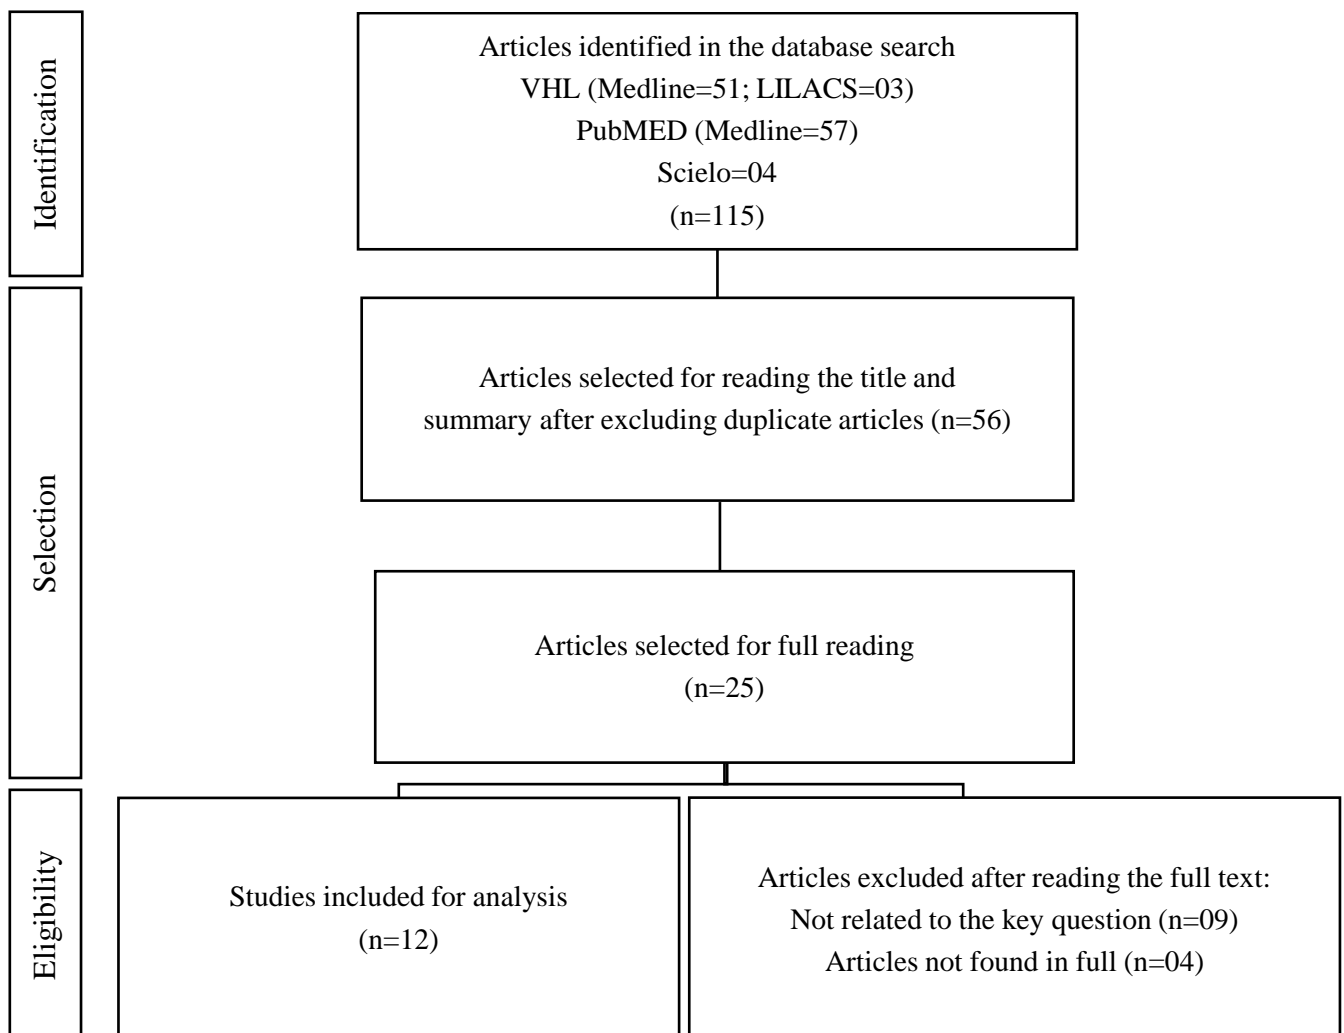 Identification
Articles identified in the database search
VHL (Medline=51; LILACS=03)
PubMED (Medline=57)
Scielo=04
(n=115)
Selection
Articles selected for reading the title and
summary after excluding duplicate articles (n=56)
Articles selected for full reading
(n=25)
Eligibility
Studies included for analysis
(n=12)
Articles excluded after reading the full text:
Not related to the key question (n=09)
Articles not found in full (n=04)